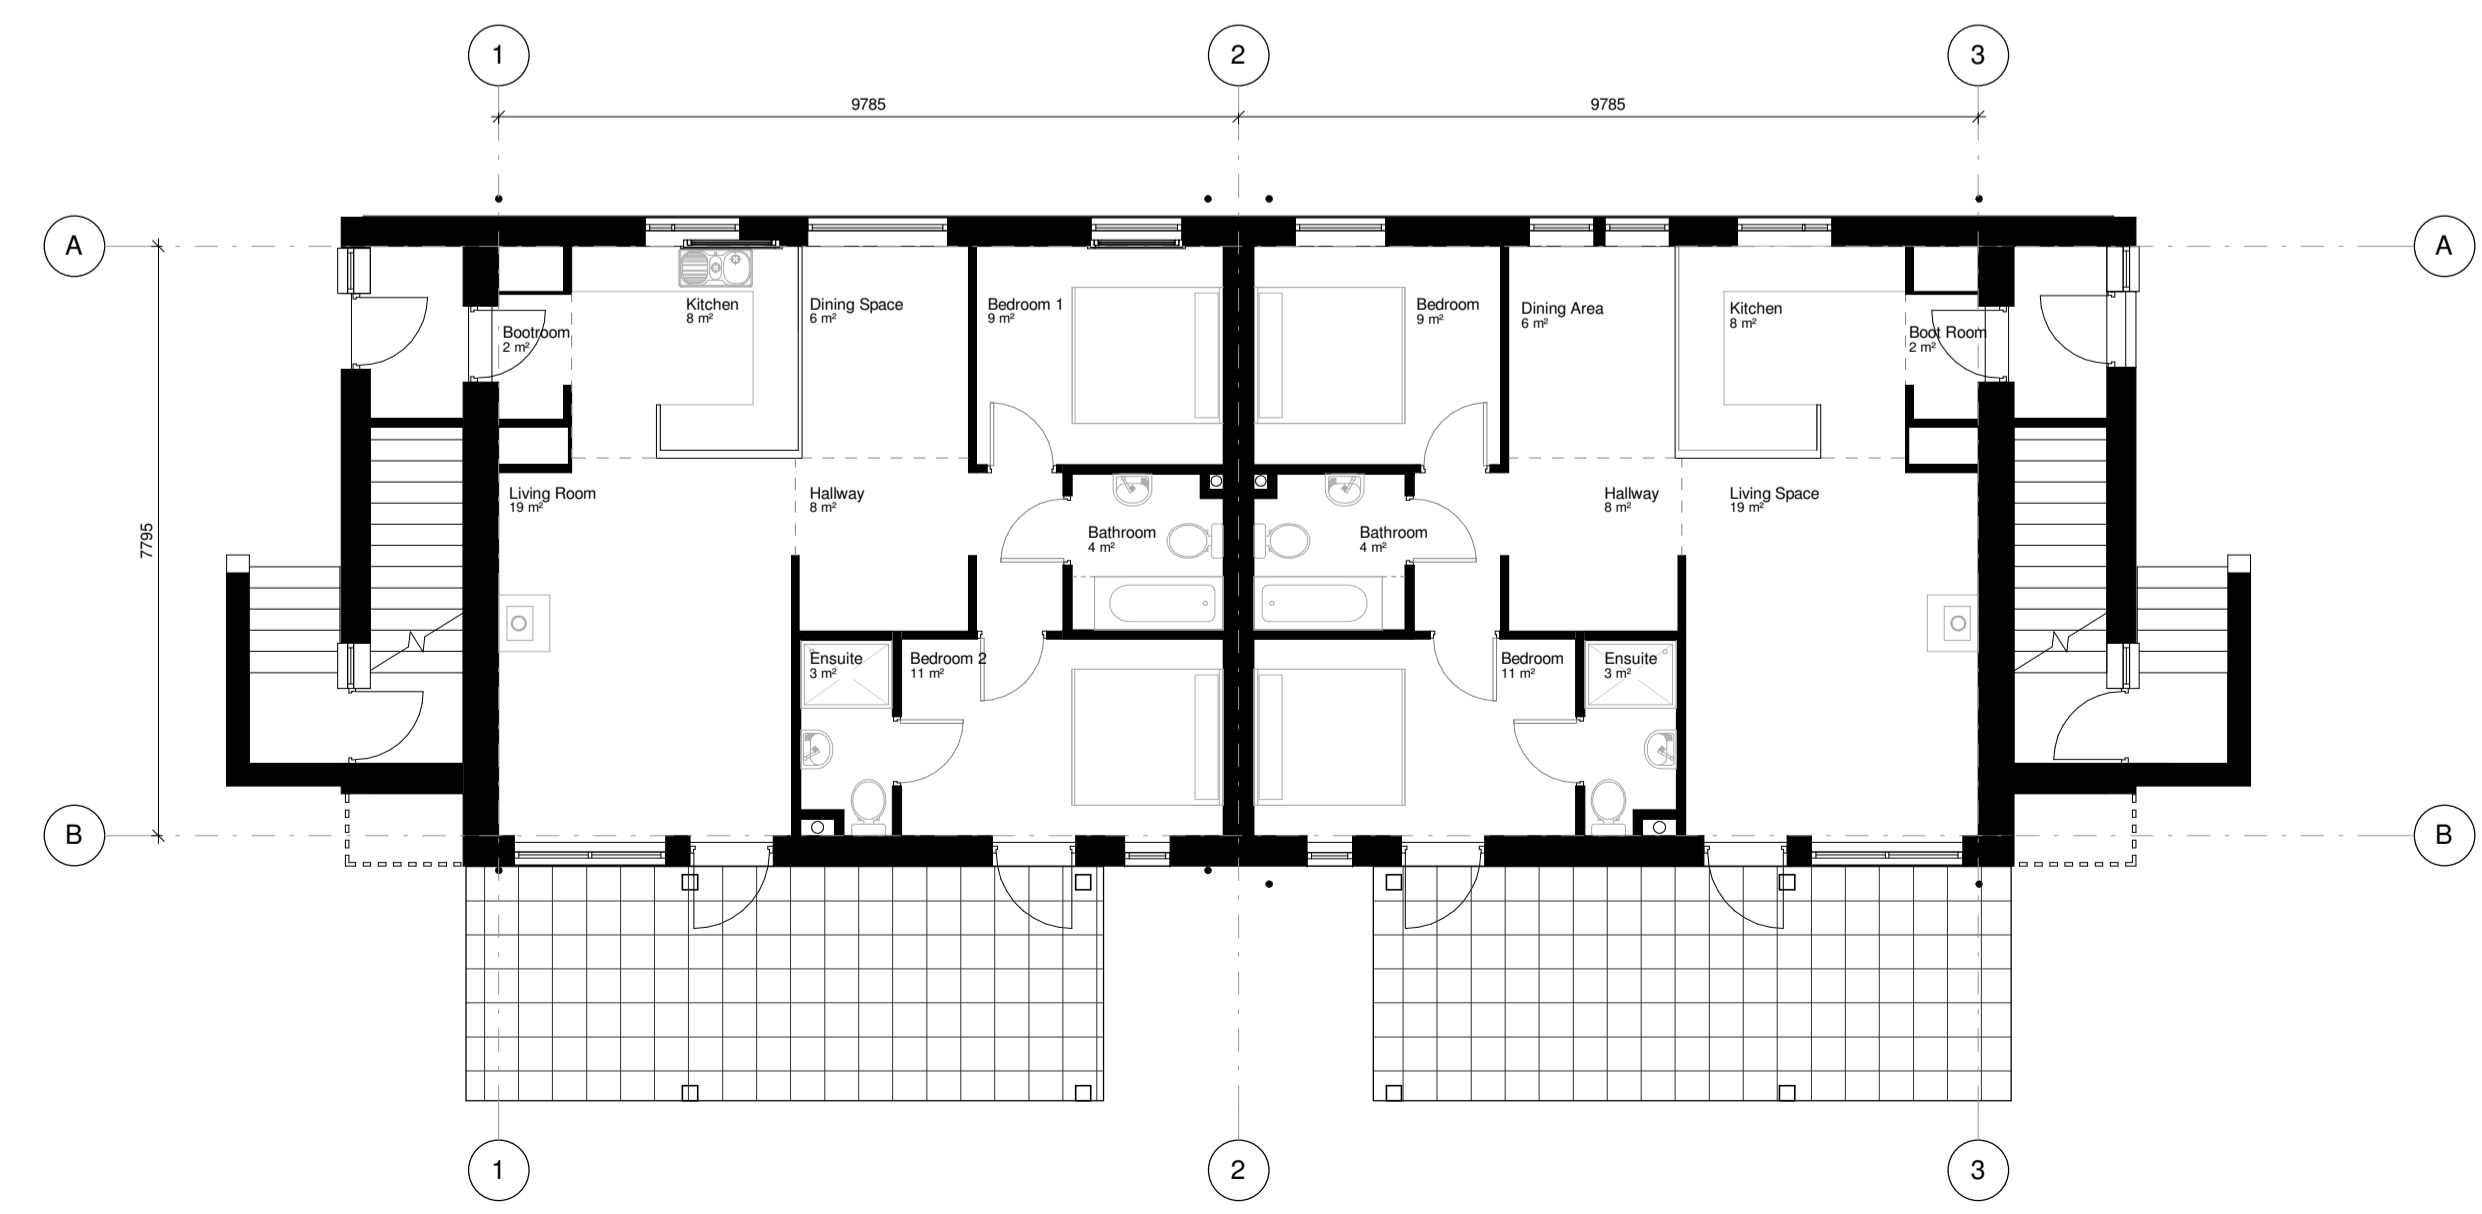 1
2
3
9785
9785
A
A
Kitchen
8 m²
Dining Space
6 m²
Bedroom 1
9 m²
Bedroom
9 m²
Dining Area
6 m²
Kitchen
8 m²
Bootroom
2 m²
Boot Room
2 m²
Living Room
19 m²
Hallway
8 m²
Hallway
8 m²
Living Space
19 m²
7795
Bathroom
4 m²
Bathroom
4 m²
Ensuite
3 m²
Bedroom 2
11 m²
Bedroom
11 m²
Ensuite
3 m²
B
B
1
2
3